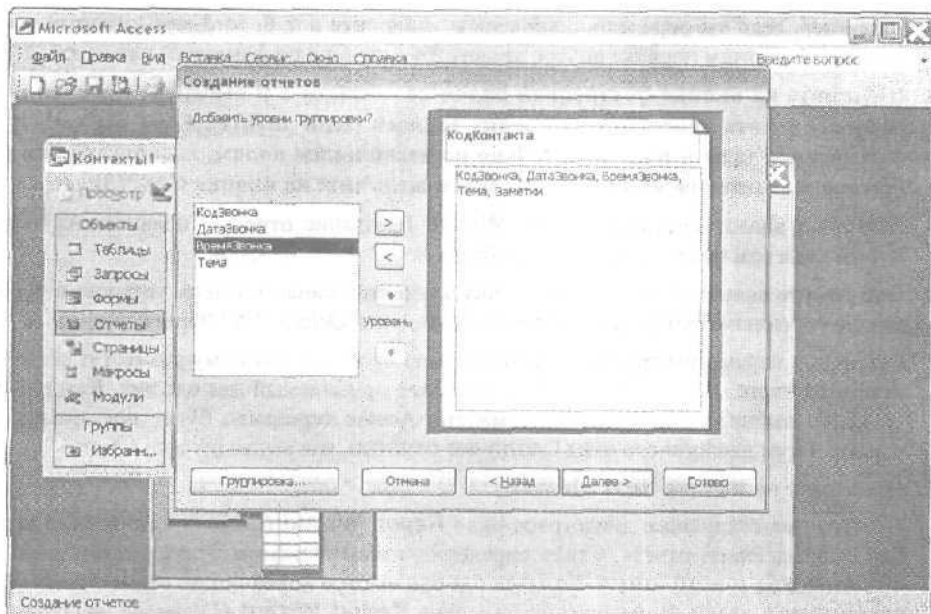 Microsoft Access
Файл Правка Вид Вставка Сервис Окно Справка
Введите вопрос
Создание отчетов
Добавить уровни группировки?
КодЗвонка
ДатаЗвонка
ВремяЗвонка
Тема
>
<
Уровень
КодКонтакта
КодЗвонка, ДатаЗвонка, ВремяЗвонка,
Тема, Заметки
Контакты1
Просмотр
Объекты
Таблицы
Запросы
Формы
Отчеты
Страницы
Макросы
Модули
Группы
Избранн...
Группировка...
Отмена
< Назад
Далее >
Готово
Создание отчетов